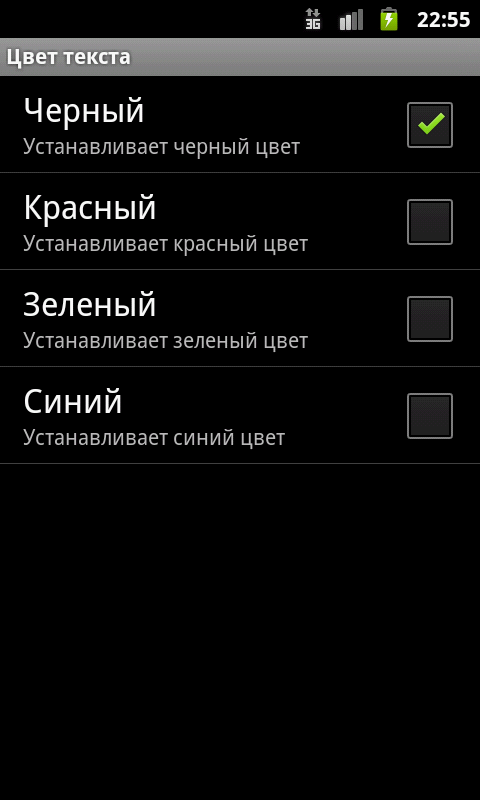 3G 22:55
Цвет текста
Черный
Устанавливает черный цвет
Красный
Устанавливает красный цвет
Зеленый
Устанавливает зеленый цвет
Синий
Устанавливает синий цвет